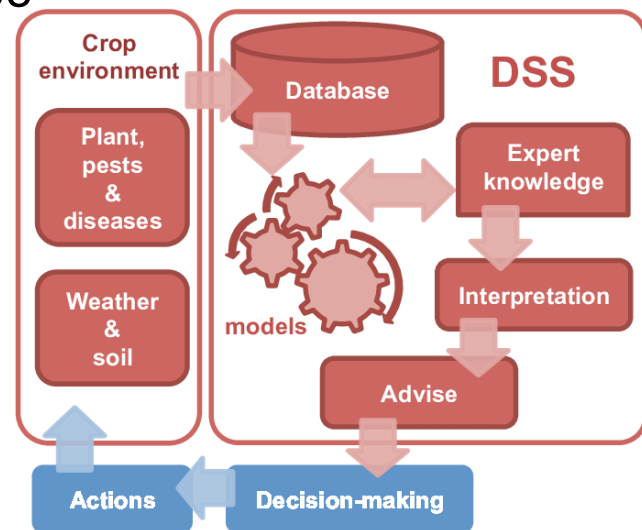 Crop
environment
Plant,
pests
&
diseases
Weather
&
soil
DSS
Database
Expert
knowledge
models
Interpretation
Advise
Actions
Decision-making